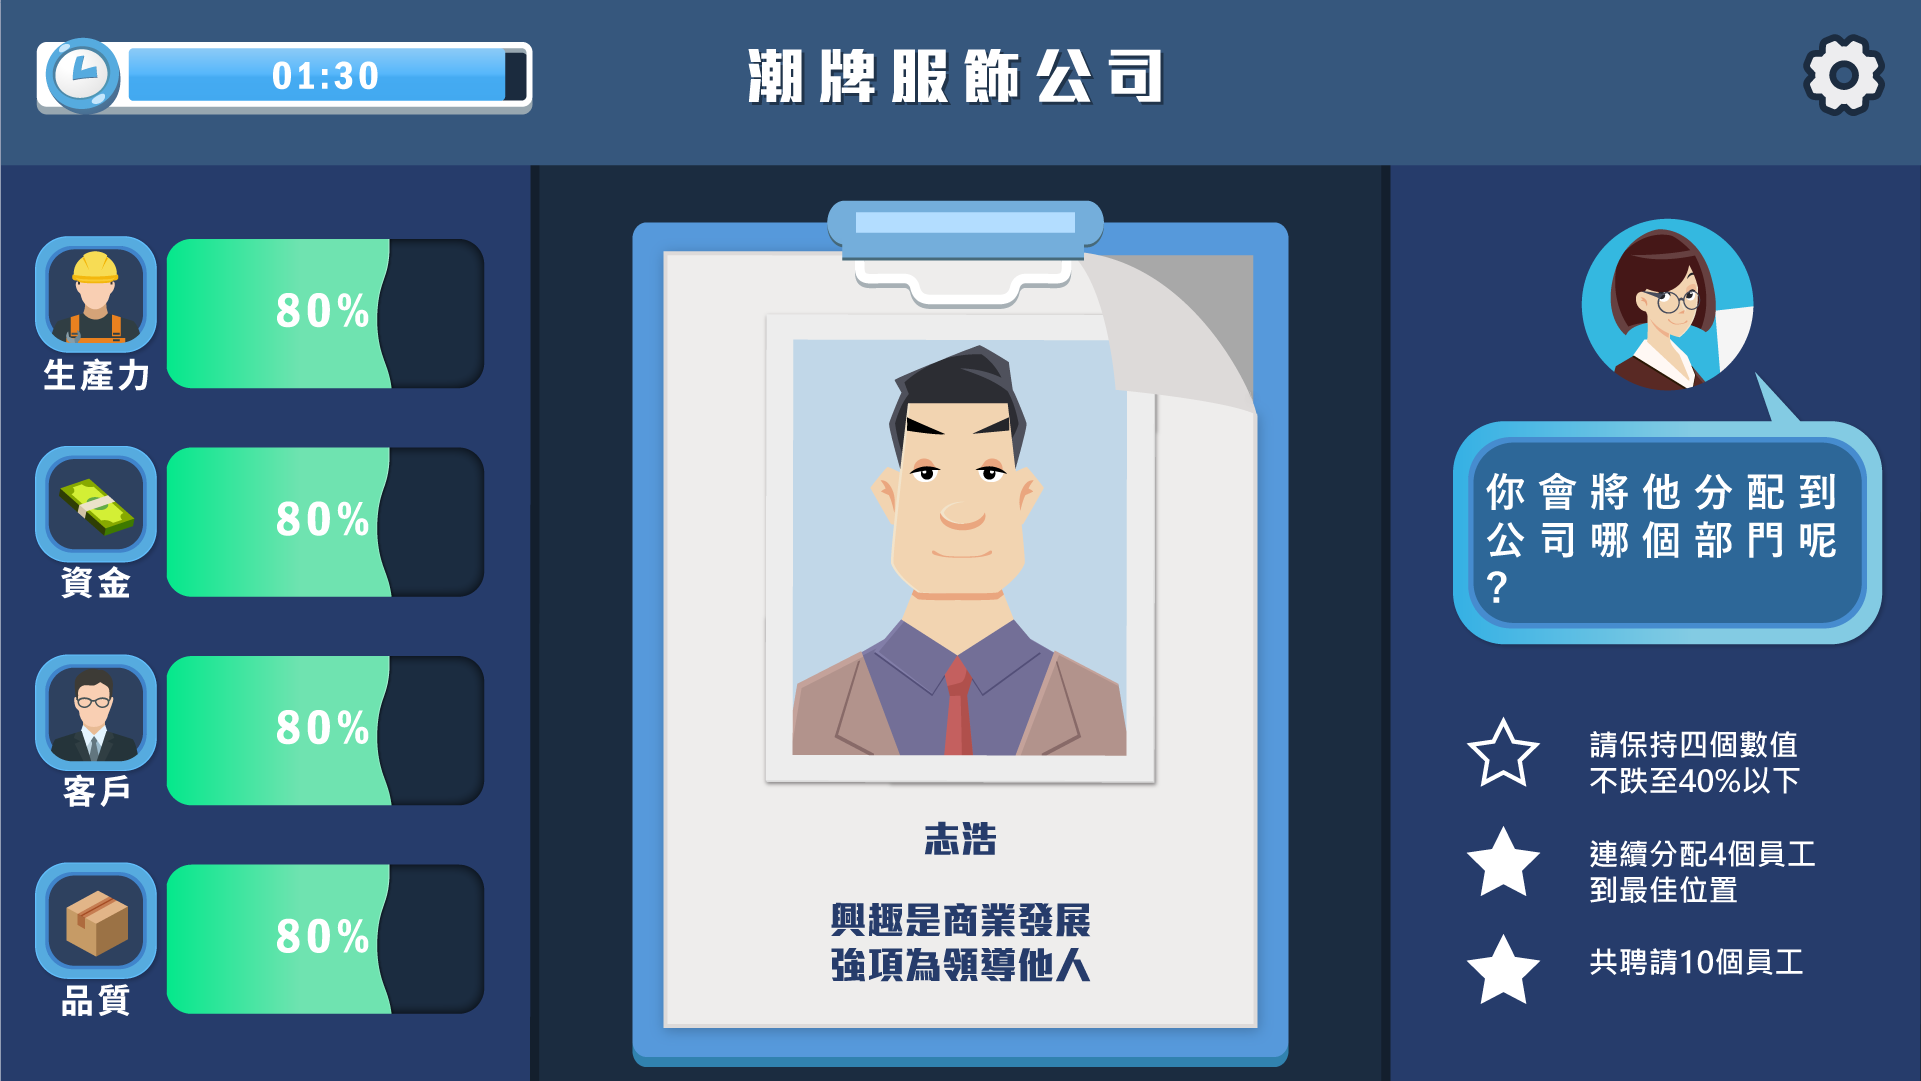 01:30
潮牌服飾公司
80%
生產力
80%
資金
80%
客戶
80%
品質
志浩
興趣是商業發展
強項為領導他人
你會將他分配到
公司哪個部門呢
?
請保持四個數值
不跌至40%以下
連續分配4個員工
到最佳位置
共聘請10個員工